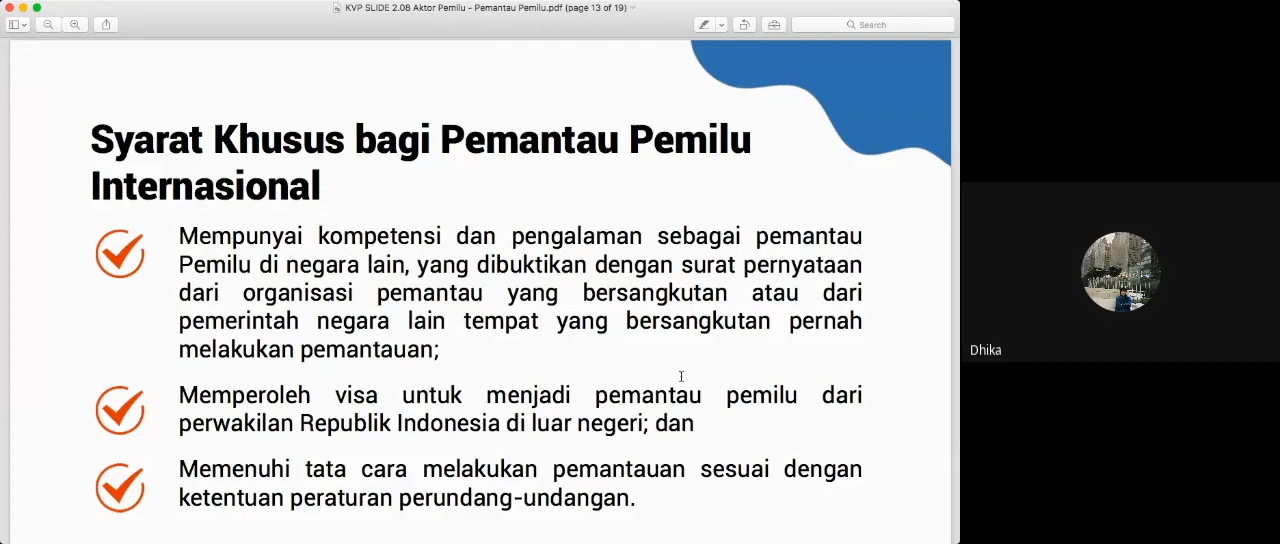 KVP SLIDE 2.08 Aktor Pemilu - Pemantau Pemilu.pdf (page 13 of 19)
Search
Syarat Khusus bagi Pemantau Pemilu
Internasional
Mempunyai kompetensi dan pengalaman sebagai pemantau
Pemilu di negara lain, yang dibuktikan dengan surat pernyataan
dari organisasi pemantau yang bersangkutan atau dari
pemerintah negara lain tempat yang bersangkutan pernah
melakukan pemantauan;
Memperoleh visa untuk menjadi pemantau pemilu dari
perwakilan Republik Indonesia di luar negeri; dan
Memenuhi tata cara melakukan pemantauan sesuai dengan
ketentuan peraturan perundang-undangan.
Dhika